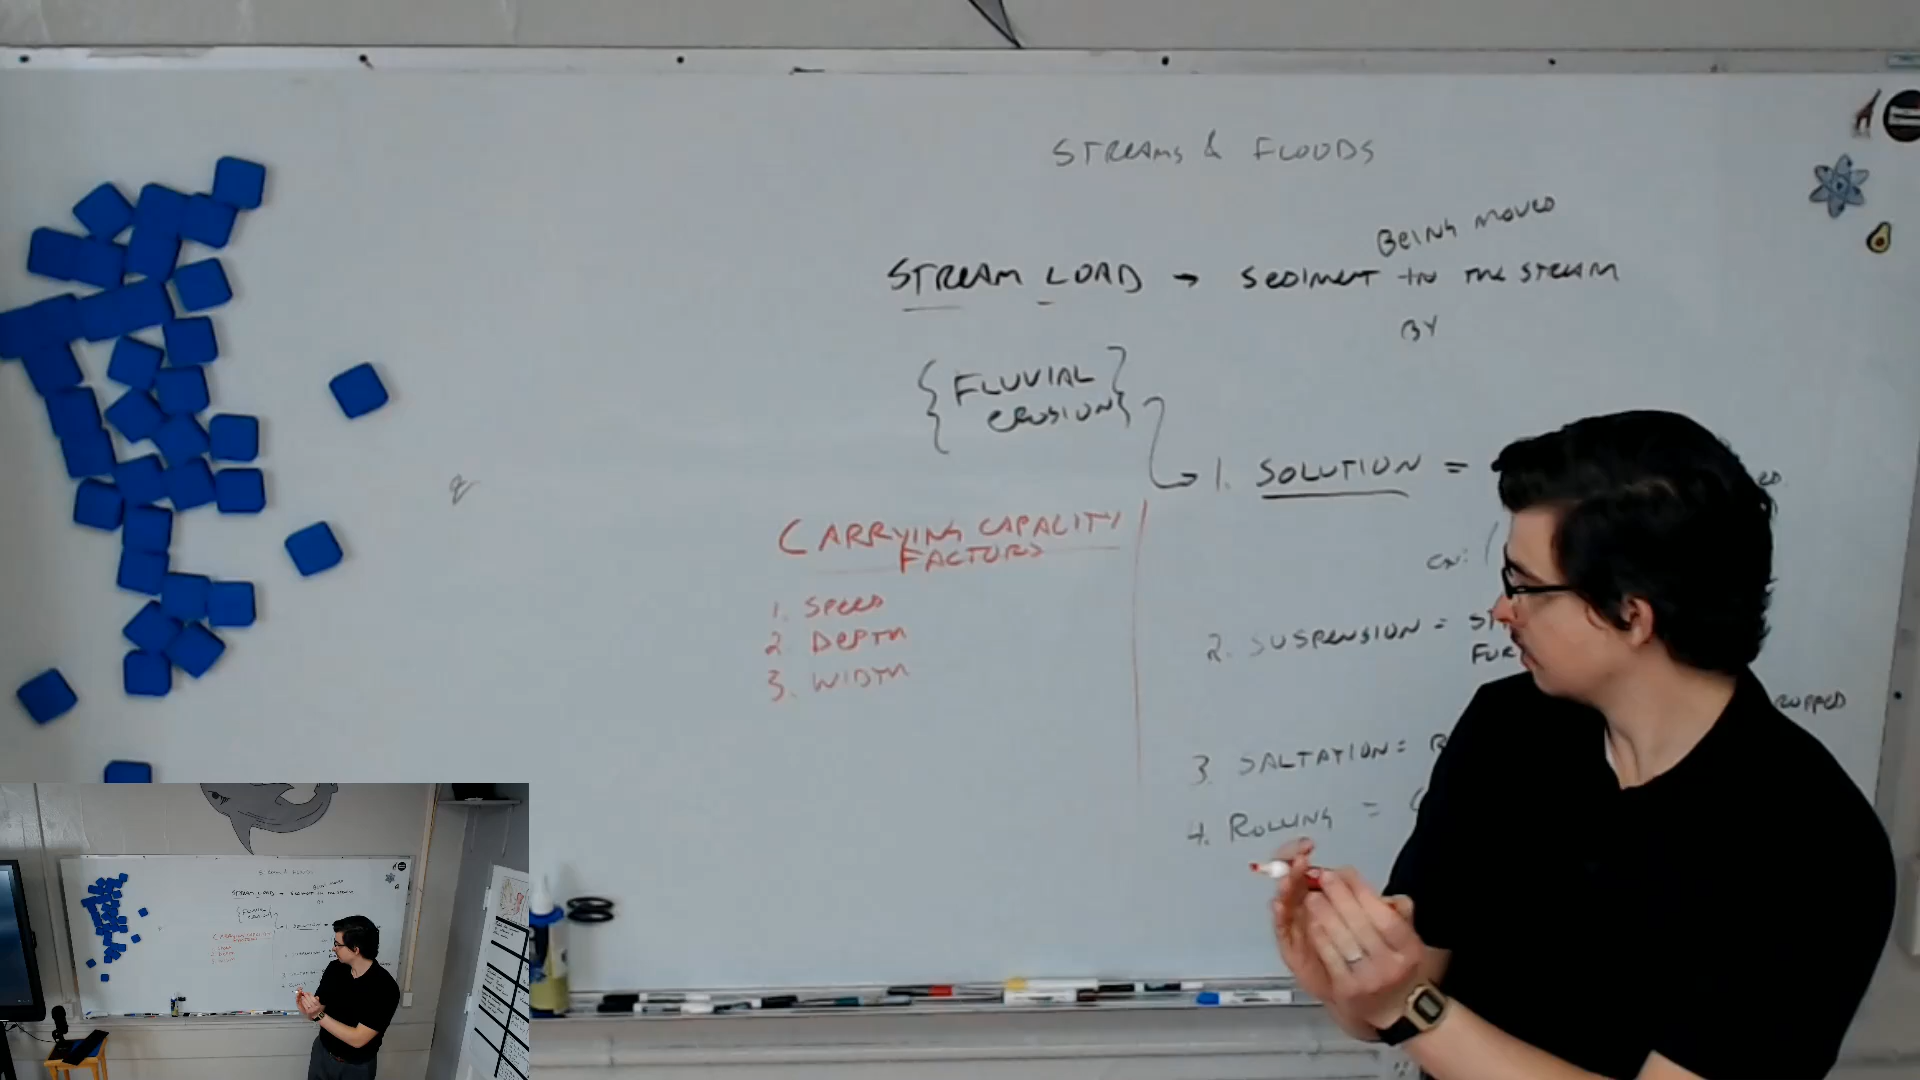 STREAMS & FLOODS
BEING MOVED
STREAM LOAD → SEDIMENT IN THE STREAM
BY
{FLUVIAL
EROSION}
1. SOLUTION =
ex:
CARRYING CAPACITY
FACTORS
1. SPEED
2 DEPTH
3. WIDTH
2. SUSPENSION =
3. SALTATION =
4. ROLLING =